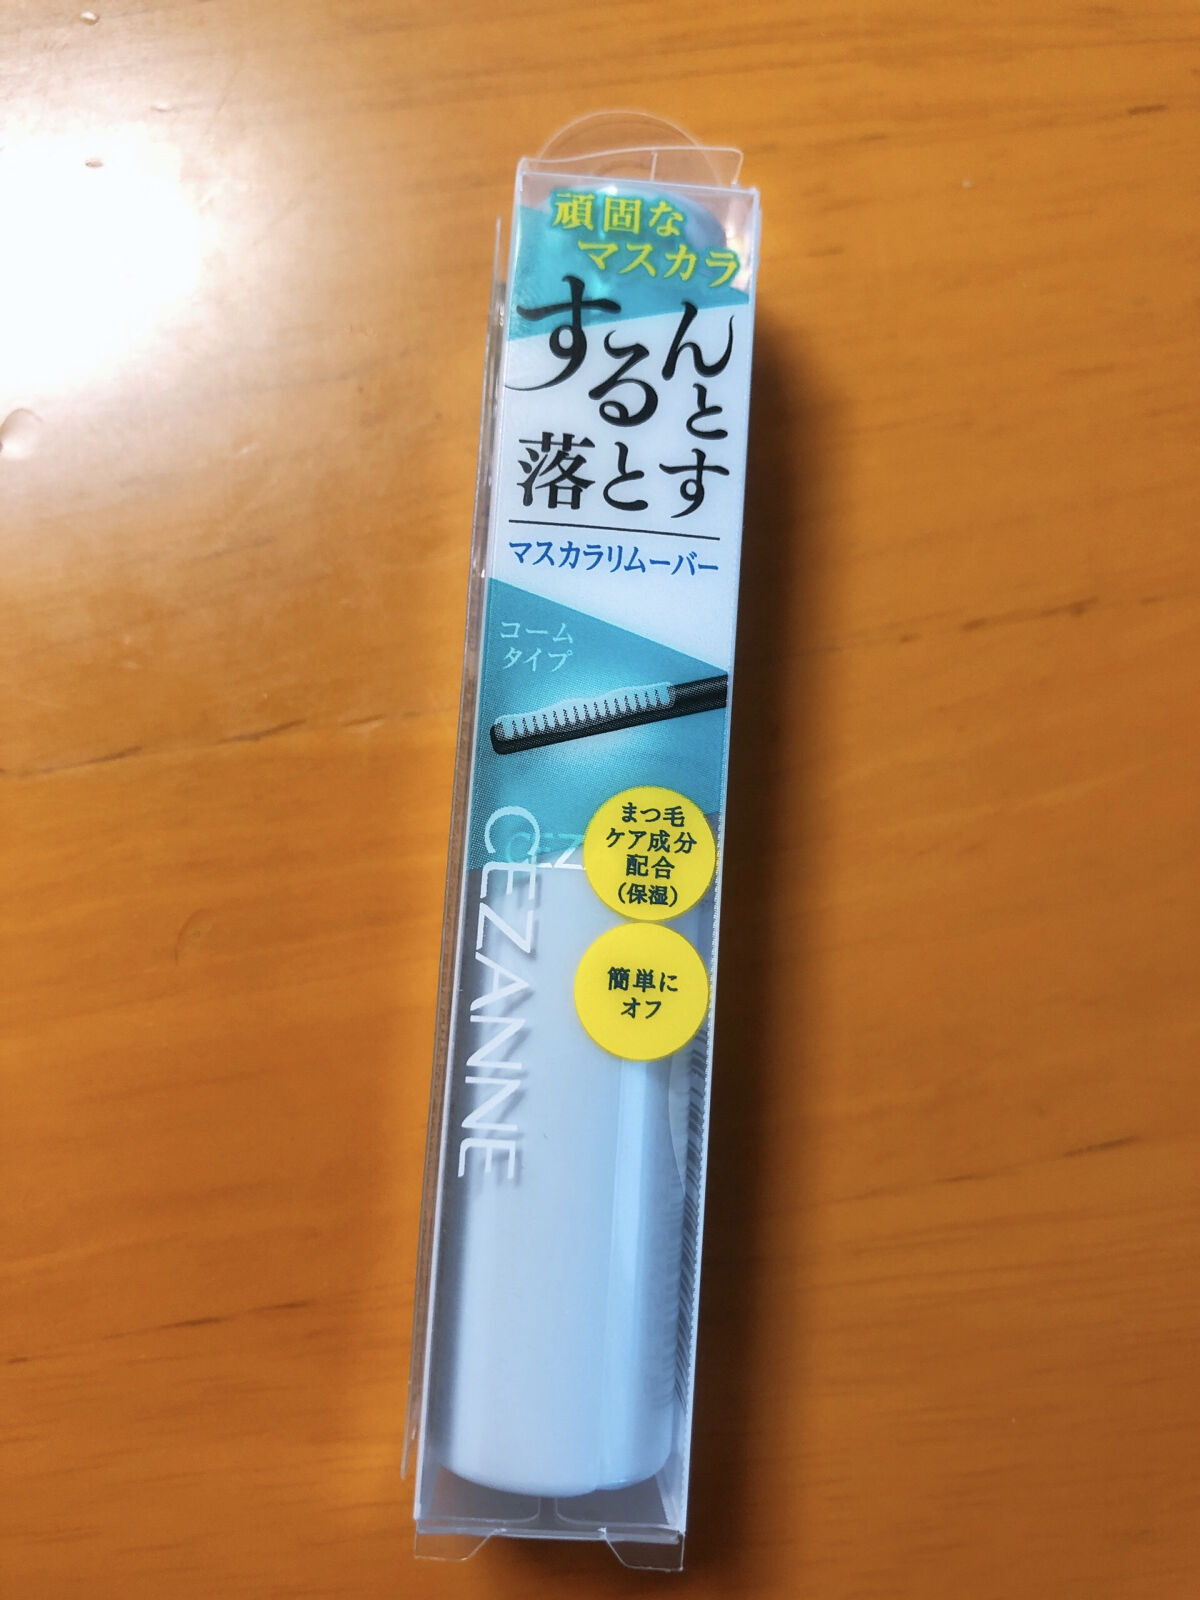 頑固な
マスカラ
するんと
落とす
マスカラリムーバー
コーム
タイプ
CEZ
まつ毛
ケア成分
配合
(保湿)
簡単に
オフ
CEZANNE